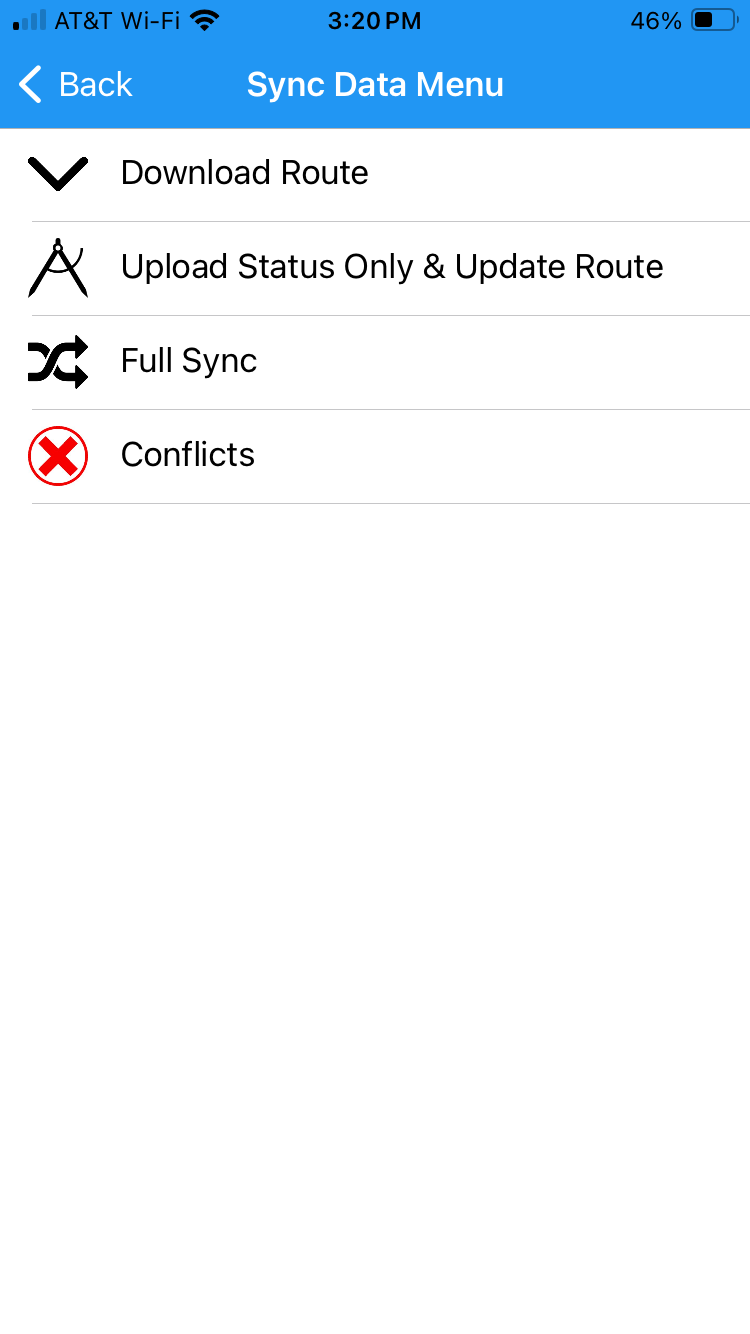 AT&T Wi-Fi 3:20 PM 46%
Back Sync Data Menu
Download Route
Upload Status Only & Update Route
Full Sync
Conflicts